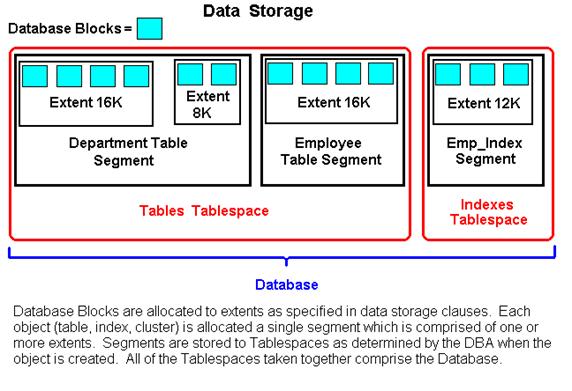 Data Storage
Database Blocks =
Extent 16K
Extent
8K
Department Table
Segment
Extent 16K
Employee
Table Segment
Extent 12K
Emp_Index
Segment
Tables Tablespace
Indexes
Tablespace
Database
Database Blocks are allocated to extents as specified in data storage clauses. Each
object (table, index, cluster) is allocated a single segment which is comprised of one or
more extents. Segments are stored to Tablespaces as determined by the DBA when the
object is created. All of the Tablespaces taken together comprise the Database.